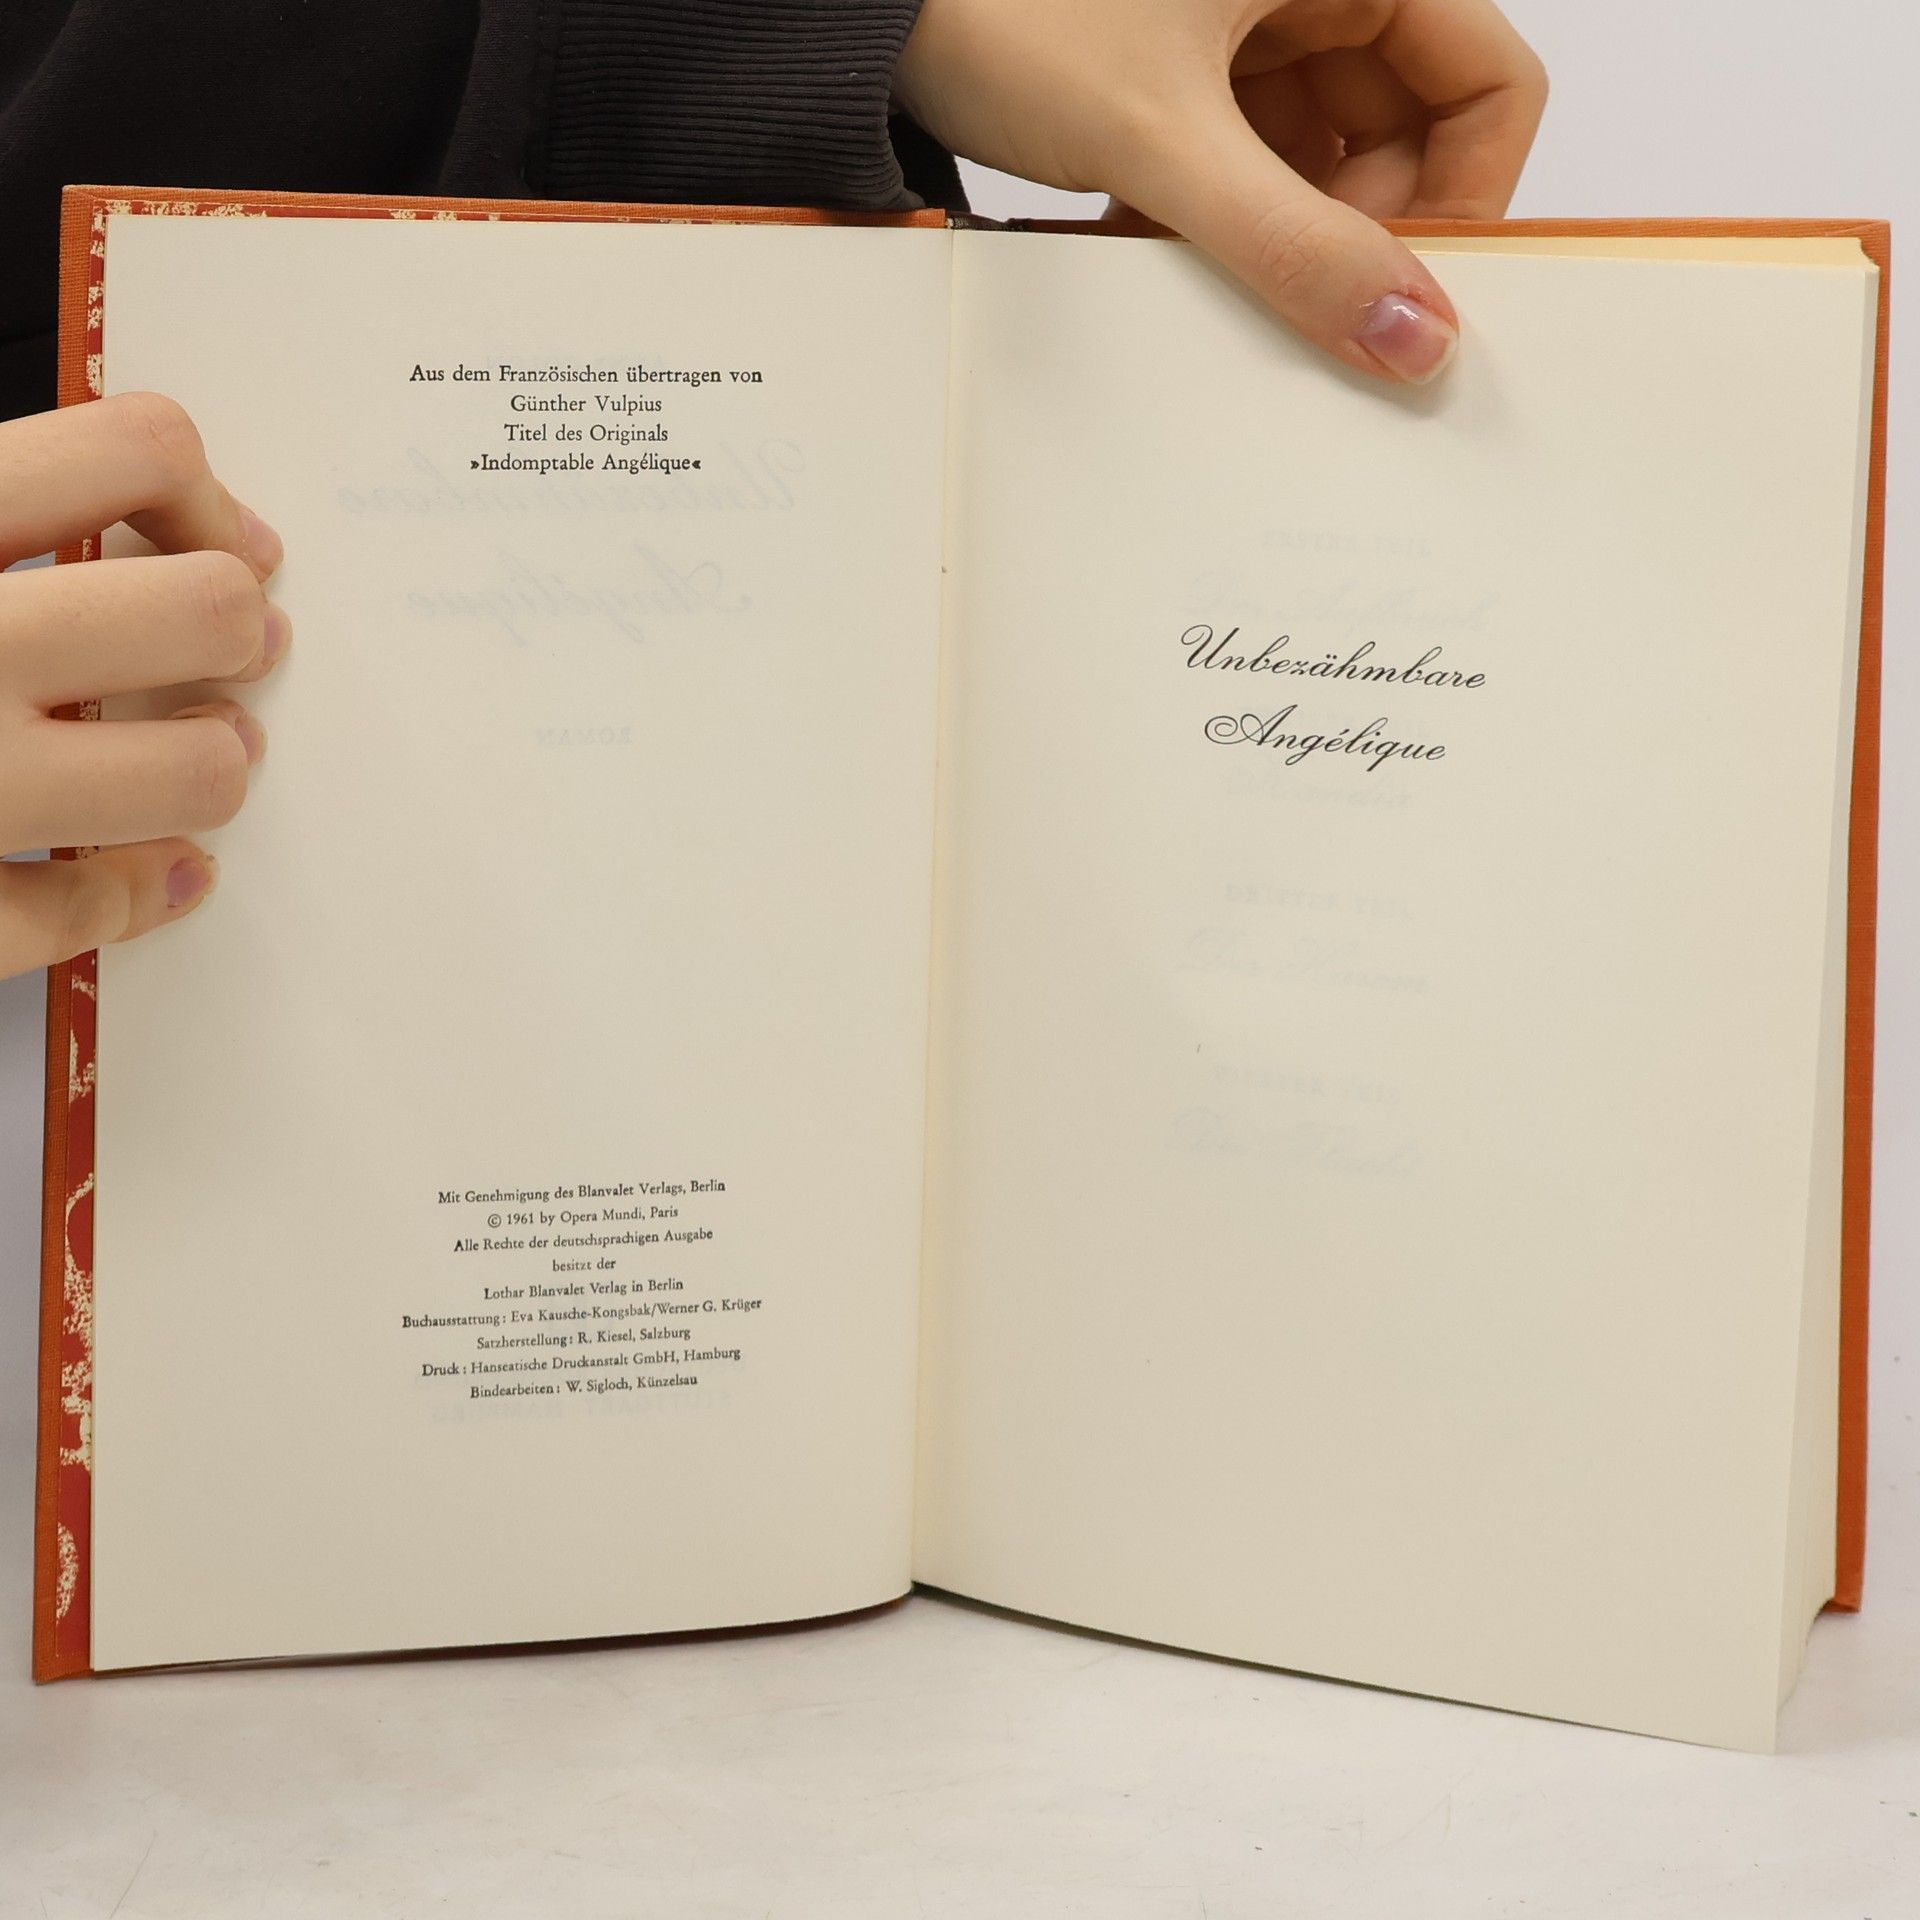 Aus dem Französischen übertragen von
Günther Vulpius
Titel des Originals
»Indomptable Angélique«
Mit Genehmigung des Blanvalet Verlags, Berlin
© 1961 by Opera Mundi, Paris
Alle Rechte der deutschsprachigen Ausgabe
besitzt der
Lothar Blanvalet Verlag in Berlin
Buchausstattung: Eva Kausche-Kongsbak/Werner G. Krüger
Satzherstellung: R. Kiesel, Salzburg
Druck: Hanseatische Druckanstalt GmbH, Hamburg
Bindearbeiten: W. Sigloch, Künzelsau
Unbezähmbare
Angélique